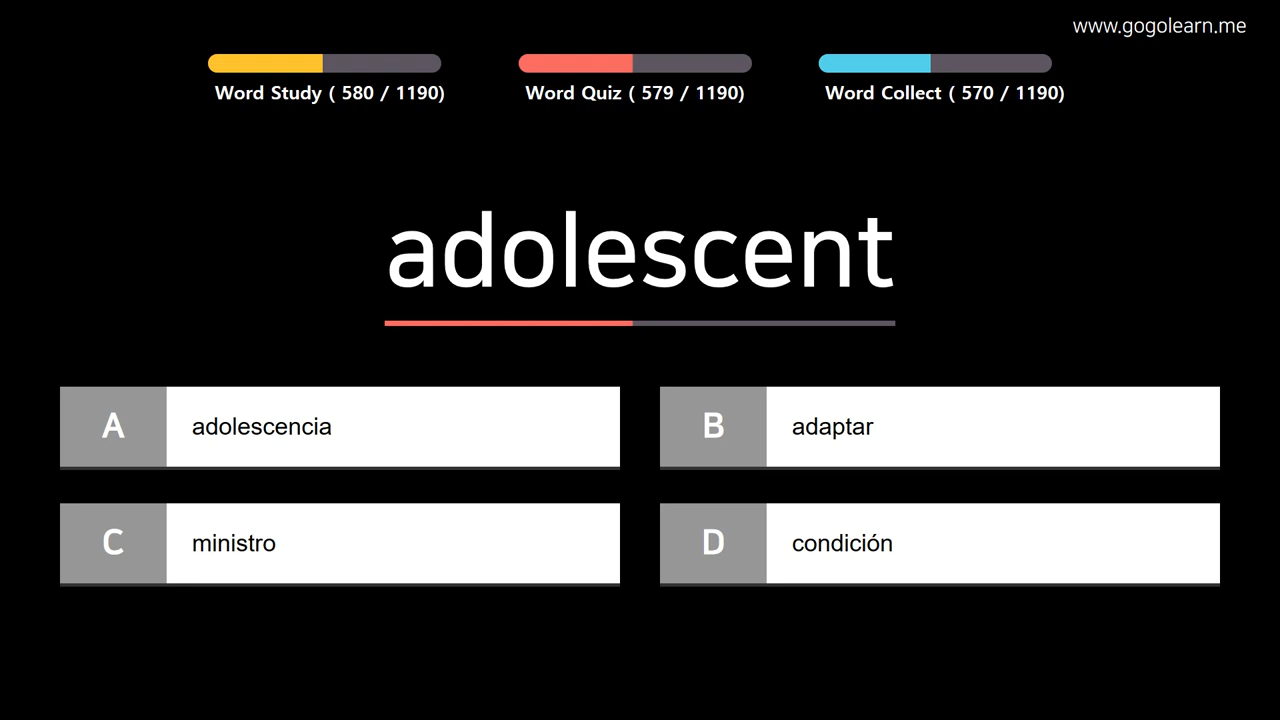 www.gogolearn.me
Word Study ( 580 / 1190)
Word Quiz ( 579 / 1190)
Word Collect ( 570 / 1190)
adolescent
A adolescencia
B adaptar
C ministro
D condición